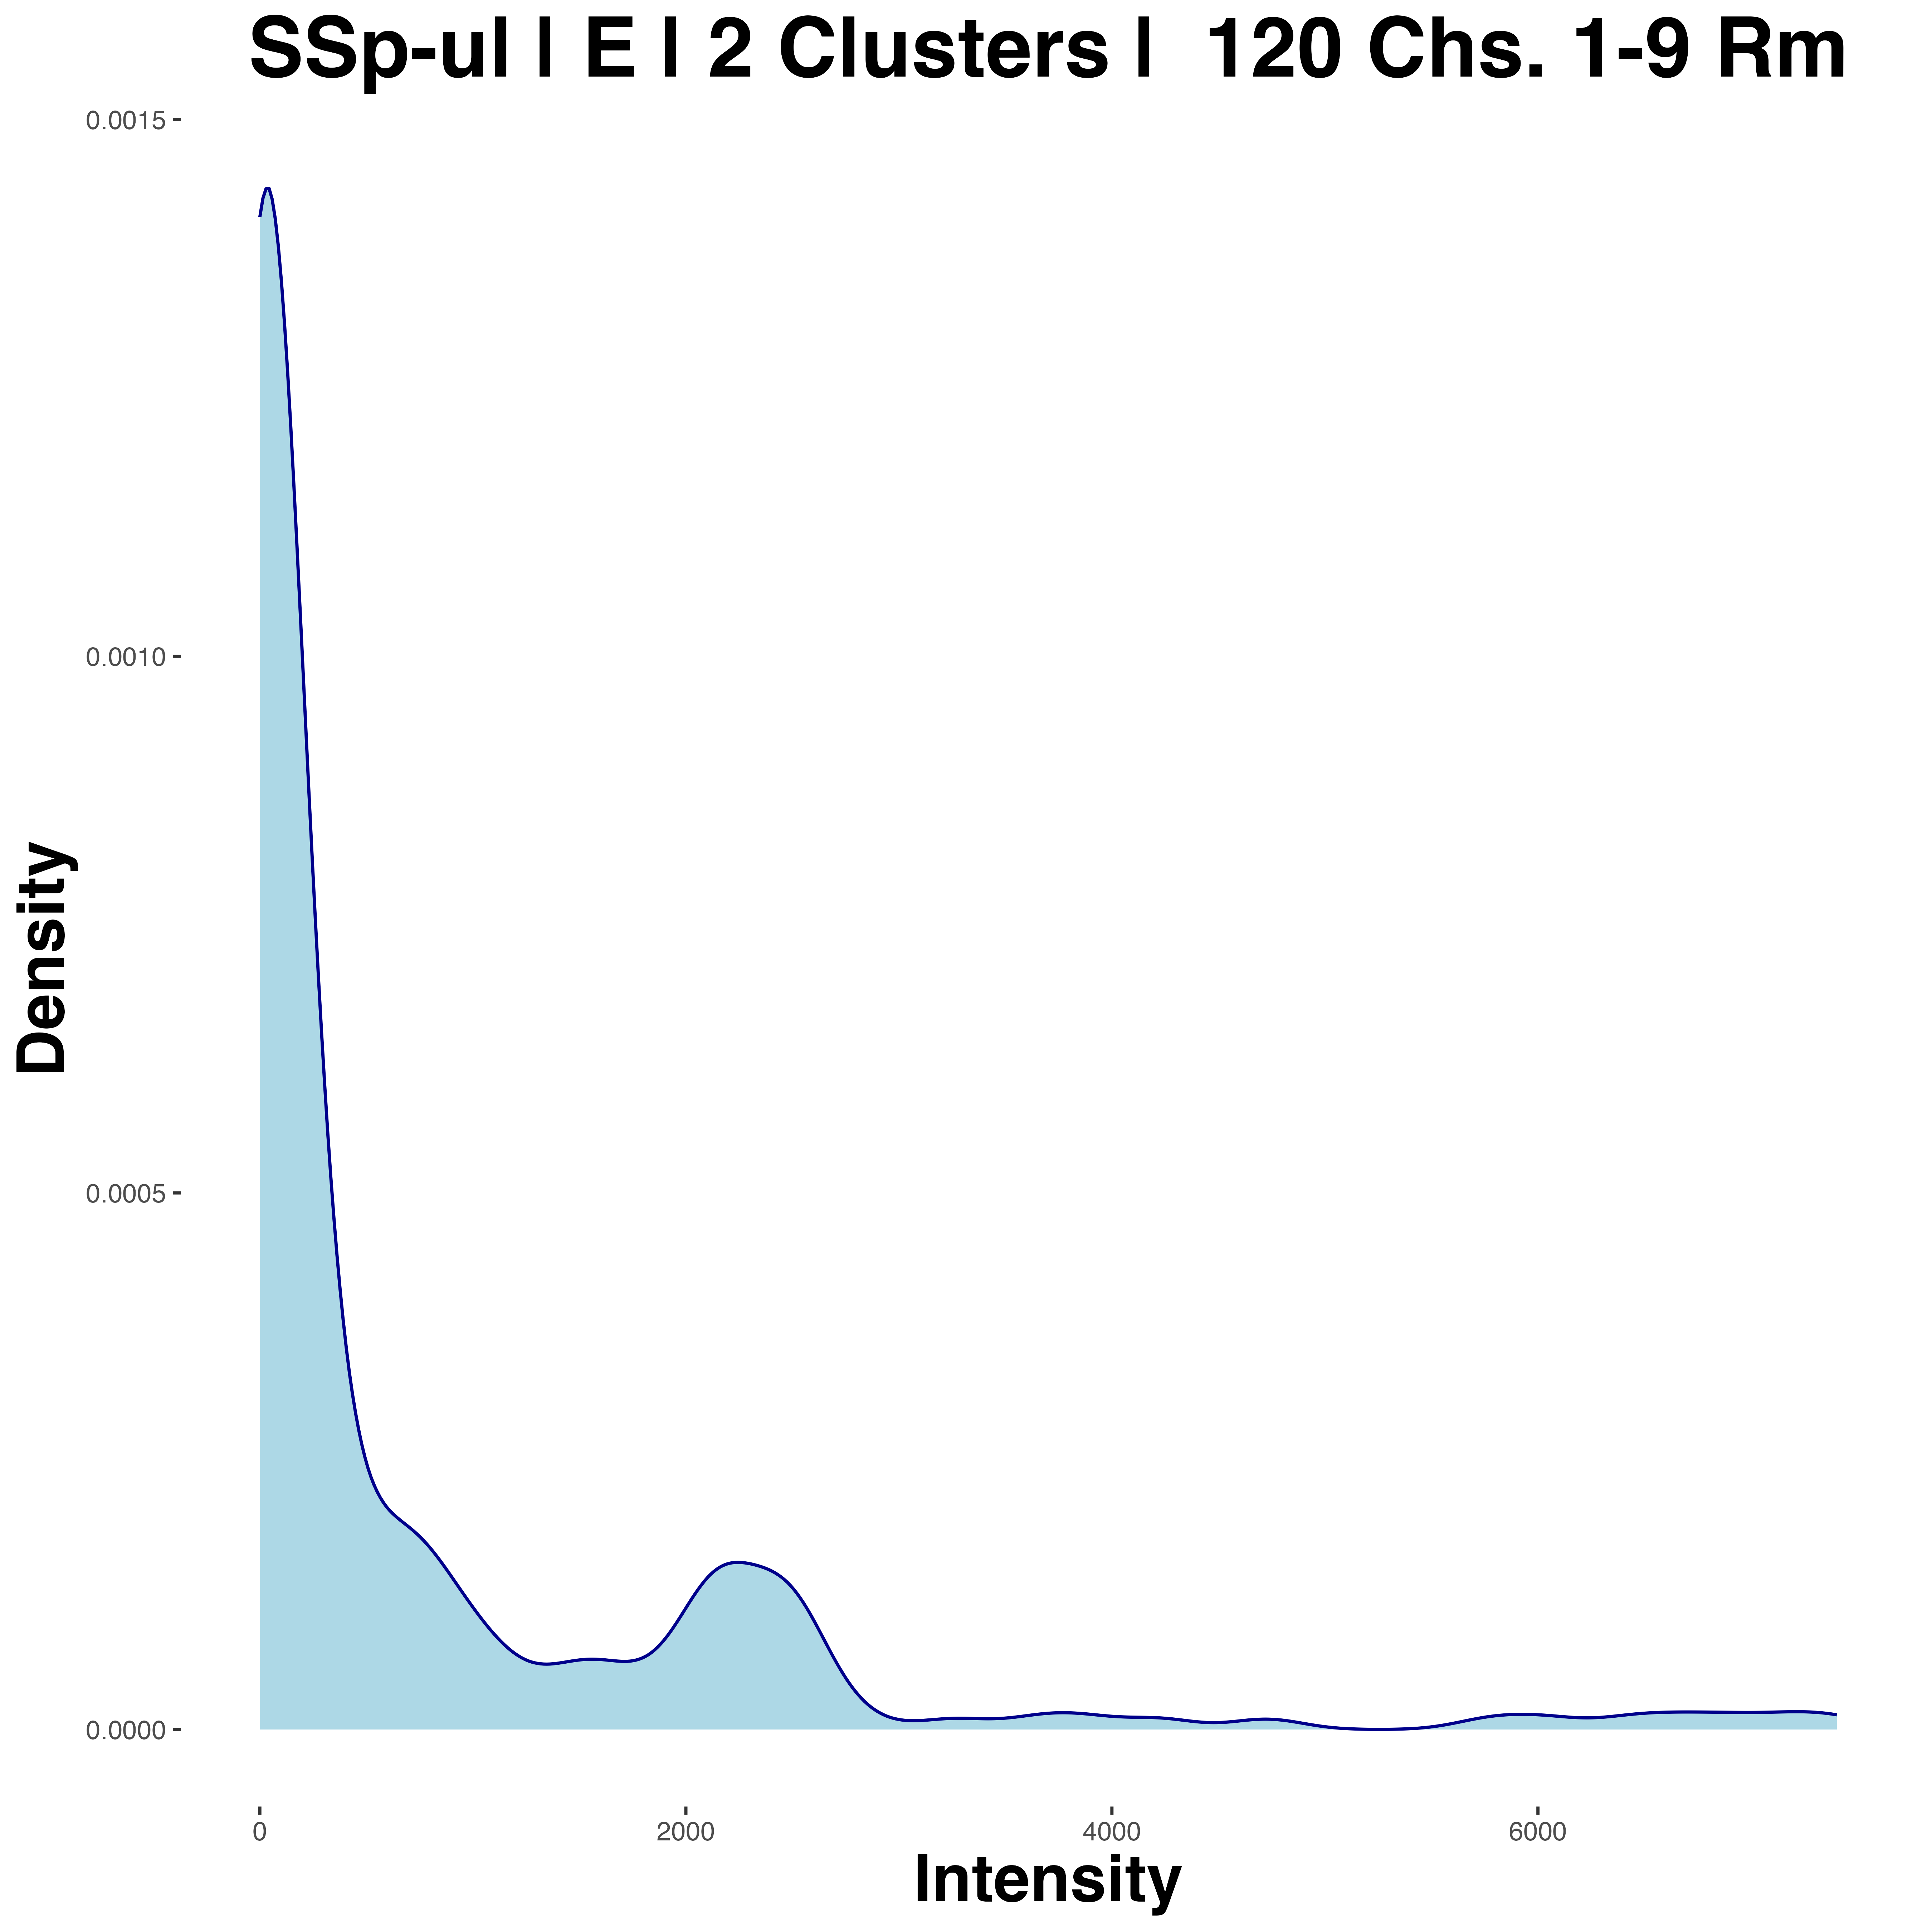 SSp-ul | E | 2 Clusters |  120 Chs. 1-9 Rm
0.0015
0.0010
0.0005
0.0000
Density
0 2000 4000 6000
Intensity